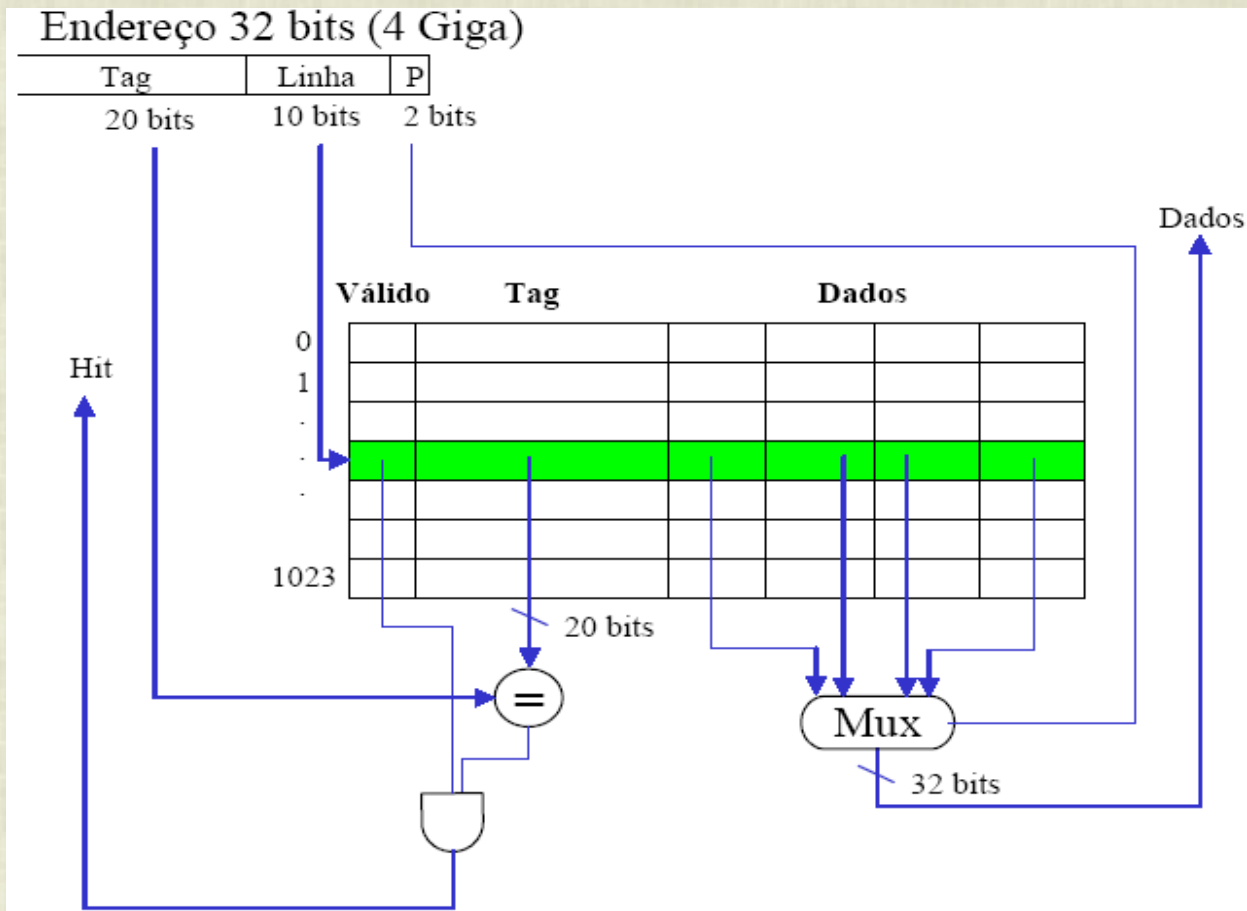 Endereço 32 bits (4 Giga)
Tag Linha P
20 bits 10 bits 2 bits
Dados
Válido Tag Dados
0
Hit
1
.
.
.
1023
20 bits
=
Mux
32 bits